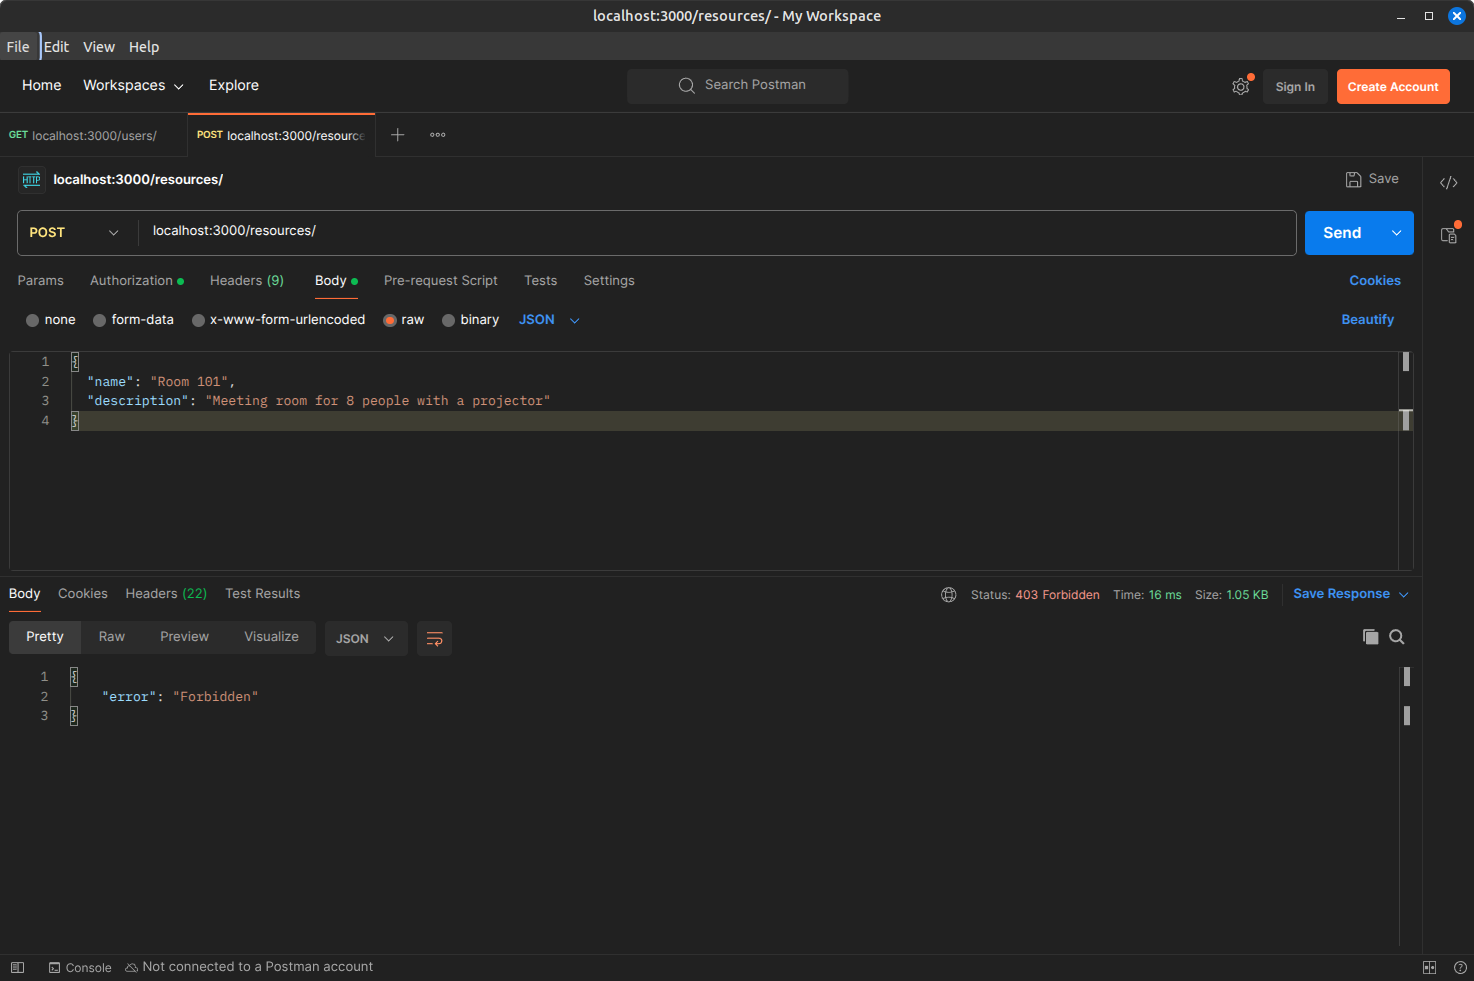 localhost:3000/resources/ - My Workspace
File Edit View Help
Home Workspaces Explore Search Postman Sign In Create Account
GET localhost:3000/users/ POST localhost:3000/resource
HTTP localhost:3000/resources/ Save
POST localhost:3000/resources/ Send
Params Authorization Headers (9) Body Pre-request Script Tests Settings Cookies
none form-data x-www-form-urlencoded raw binary JSON Beautify
1 {
2 "name": "Room 101",
3 "description": "Meeting room for 8 people with a projector"
4 }
Body Cookies Headers (22) Test Results Status: 403 Forbidden Time: 16 ms Size: 1.05 KB Save Response
Pretty Raw Preview Visualize JSON
1 {
2 "error": "Forbidden"
3 }
Console Not connected to a Postman account